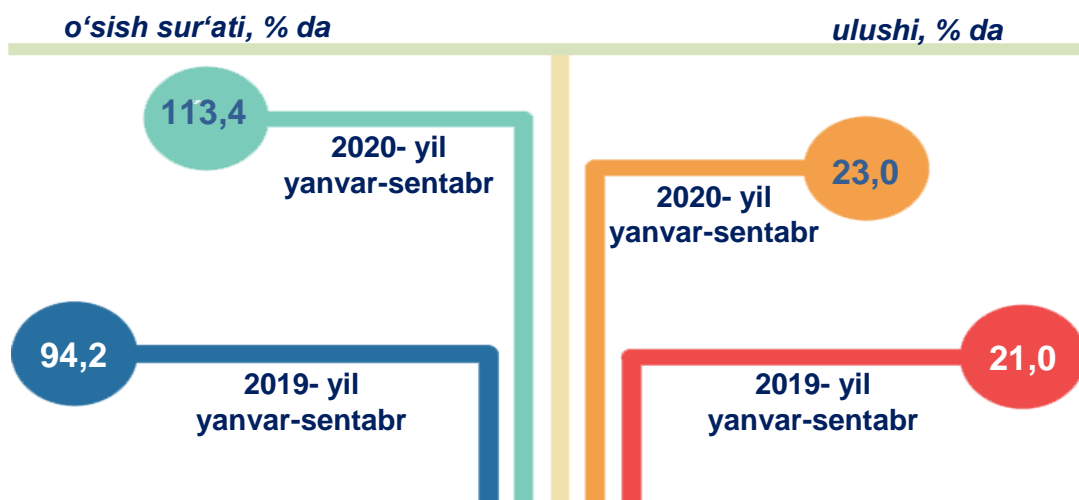 o‘sish sur‘ati, % da
ulushi, % da
113,4
2020- yil
yanvar-sentabr
23,0
2020- yil
yanvar-sentabr
94,2
2019- yil
yanvar-sentabr
21,0
2019- yil
yanvar-sentabr